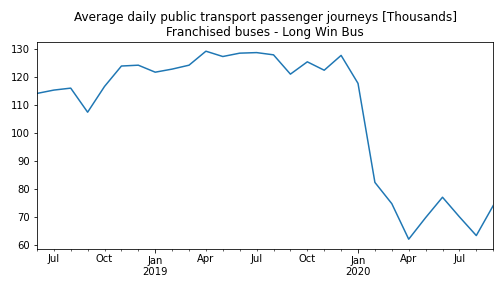 Average daily public transport passenger journeys [Thousands]
Franchised buses - Long Win Bus
130
120
110
100
90
80
70
60
Jul
Oct
Jan
2019
Apr
Jul
Oct
Jan
2020
Apr
Jul